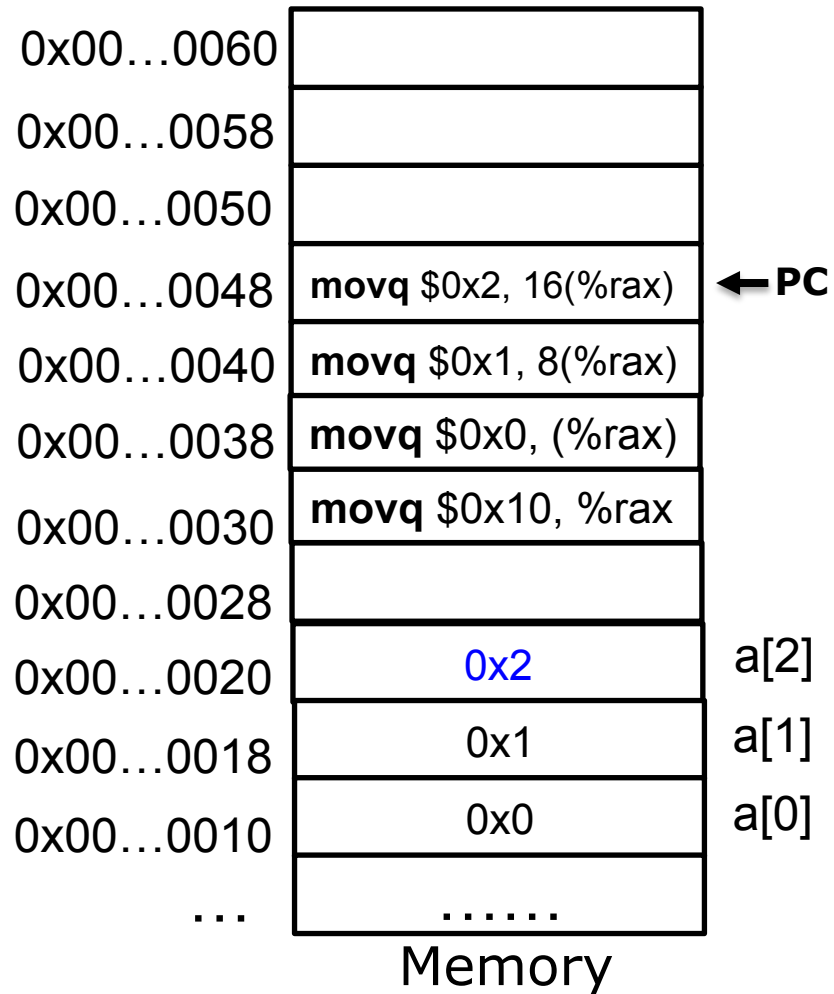 0x00…0060
0x00…0058
0x00…0050
0x00…0048 movq $0x2, 16(%rax) PC
0x00…0040 movq $0x1, 8(%rax)
0x00…0038 movq $0x0, (%rax)
0x00…0030 movq $0x10, %rax
0x00…0028
0x00…0020 0x2 a[2]
0x00…0018 0x1 a[1]
0x00…0010 0x0 a[0]
… ……
Memory